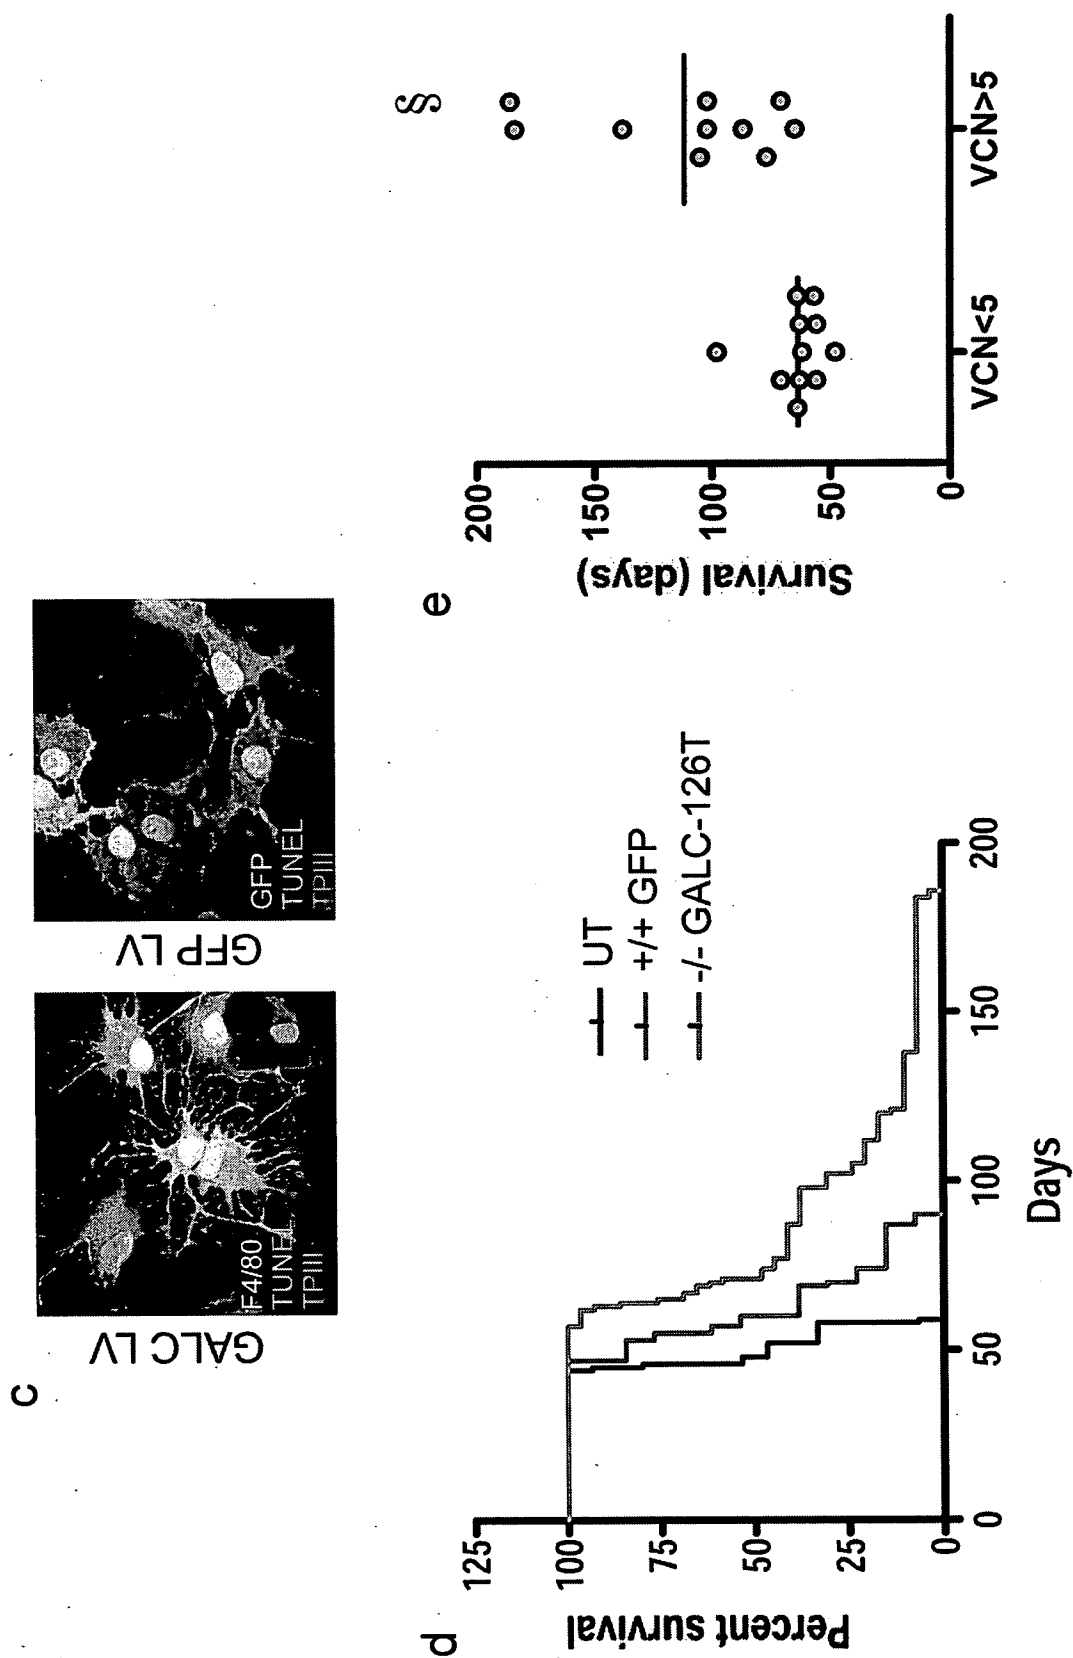 c
GALC LV
F4/80
TUNEL
TPIII
GFP LV
GFP
TUNEL
TPIII
d
Percent survival
125
100
75
50
25
0
0
50
100
150
200
Days
UT
+/+ GFP
-/- GALC-126T
e
Survival (days)
200
150
100
50
0
§
VCN<5
VCN>5